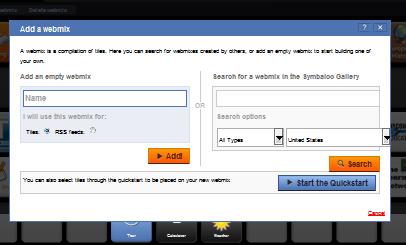 webmix Delete webmix
Add a webmix
? ×
A webmix is a compilation of tiles. Here you can search for webmixes created by others, or add an empty webmix to start building one of
your own.
Add an empty webmix
Search for a webmix in the Symbaloo Gallery
Name
OR
I will use this webmix for:
Search options
Tiles: RSS feeds:
All Types United States
Add!
Search
You can also select tiles through the quickstart to be placed on your new webmix
Start the Quickstart
Cancel
Tour Calculator Weather